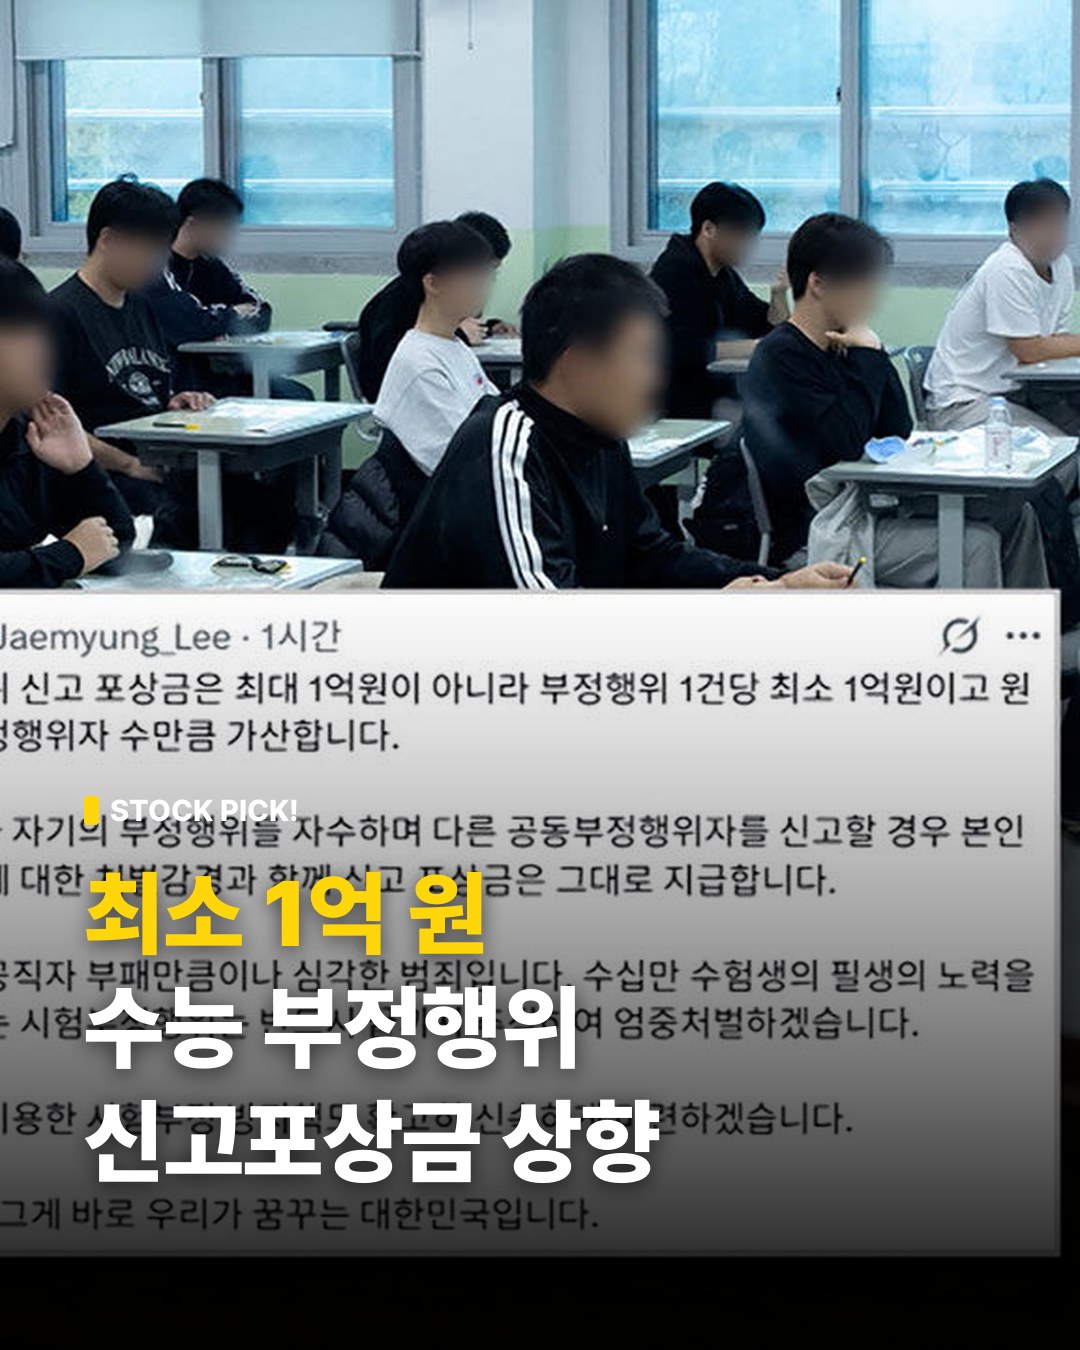 Jaemyung_Lee · 1시간
신고 포상금은 최대 1억원이 아니라 부정행위 1건당 최소 1억원이고 원
정행위자 수만큼 가산합니다.
STOCK PICK!
자기의 부정행위를 자수하며 다른 공동부정행위자를 신고할 경우 본인
대한 함께 신고 포상금은 그대로 지급합니다.
최소 1억 원
공직자 부패만큼이나 심각한 범죄입니다. 수십만 수험생의 필생의 노력을
엄중처벌하겠습니다.
수능 부정행위
신고포상금 상향
그게 바로 우리가 꿈꾸는 대한민국입니다.
NEW BALANCE